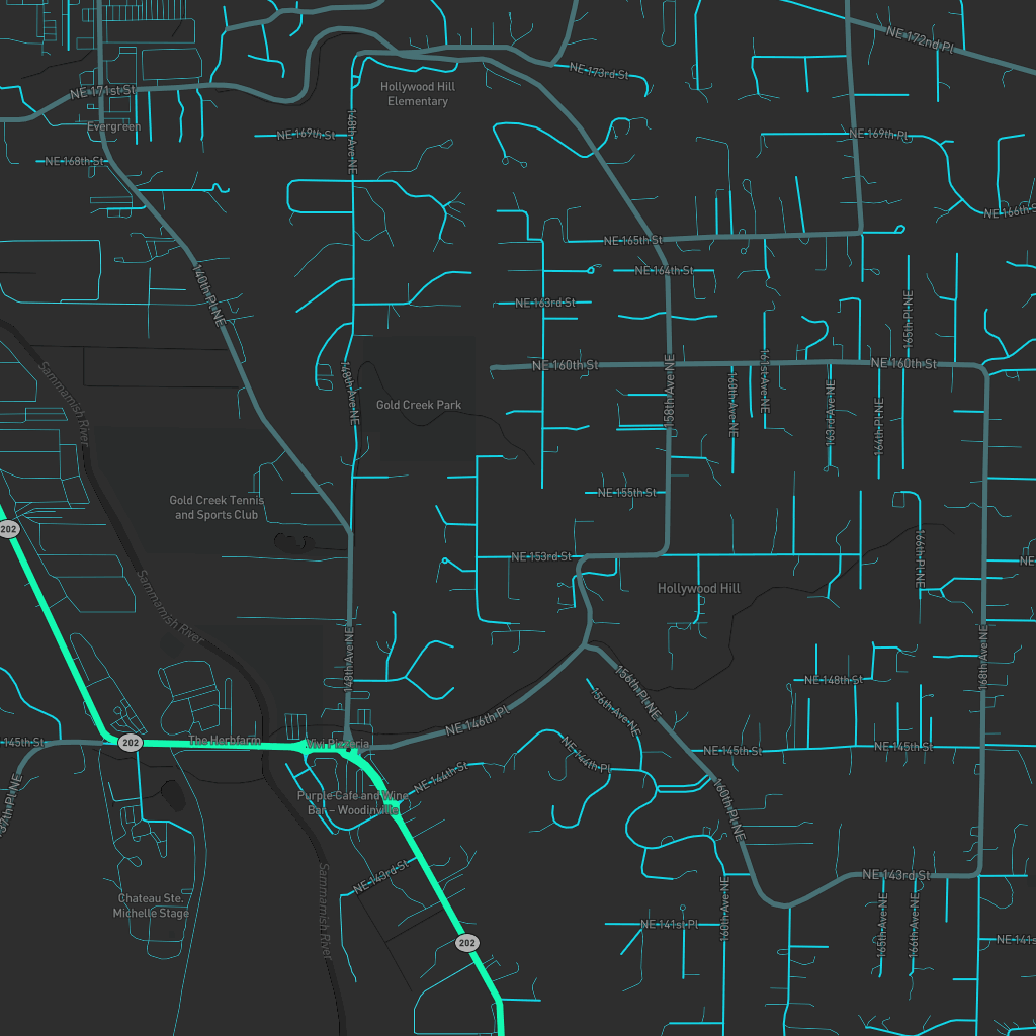 NE 172nd Pl
NE 173rd St
Hollywood Hill
Elementary
NE 171st St
Evergreen
NE 169th St
148th Ave NE
NE 169th Pl
NE 168th St
NE 166th S
NE 165th St
NE 164th St
140th Pl NE
NE 163rd St
165th Pl NE
Sammamish River
148th Ave NE
NE 160th St
158th Ave NE
160th Ave NE
161st Ave NE
163rd Ave NE
NE 160th St
164th Pl NE
Gold Creek Park
Gold Creek Tennis
and Sports Club
NE 155th St
202
NE 153rd St
Hollywood Hill
166th Pl NE
NE
Sammamish River
148th Ave NE
168th Ave NE
NE 148th St
156th Pl NE
156th Ave NE
NE 146th Pl
145th St
202
The Herbfarm
Vivi Pizzeria
NE 144th Pl
NE 145th St
NE 145th St
NE 144th St
137th Pl NE
Purple Cafe and Wine
Bar – Woodinville
160th Pl NE
NE 143rd St
NE 143rd St
Chateau Ste.
Michelle Stage
Sammamish River
160th Ave NE
NE 141st Pl
165th Ave NE
166th Ave NE
NE 141s
202